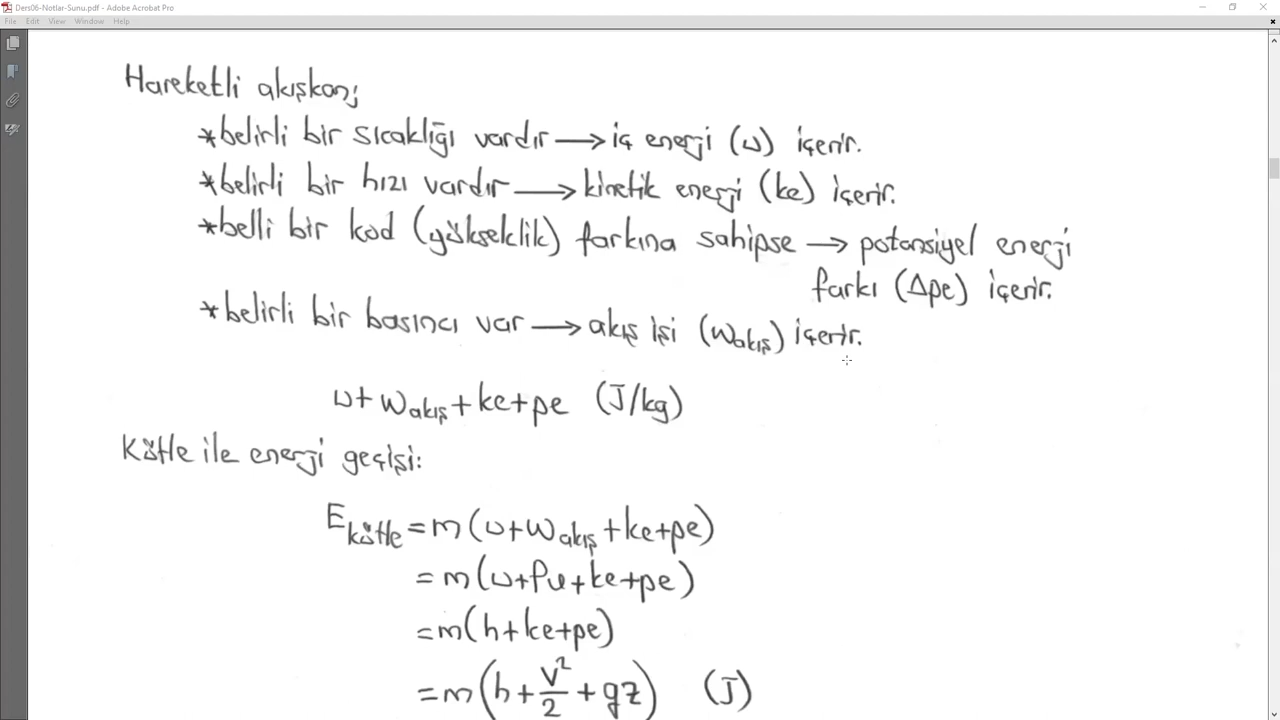 Ders06-Notlar-Sunu.pdf - Adobe Acrobat Pro
File Edit View Window Help
Hareketli akışkan;
*belirli bir sıcaklığı vardır → iç enerji (u) içerir.
*belirli bir hızı vardır → kinetik enerji (ke) içerir.
*belli bir kod (yükseklik) farkına sahipse → potansiyel enerji
farkı (Δpe) içerir.
*belirli bir basıncı var → akış işi (wakış) içerir.
u+wakış+ke+pe (J/kg)
Kütle ile enerji geçişi:
Ekütle=m(u+wakış+ke+pe)
=m(u+Pv+ke+pe)
=m(h+ke+pe)
=m(h+V²/2+gz) (J)